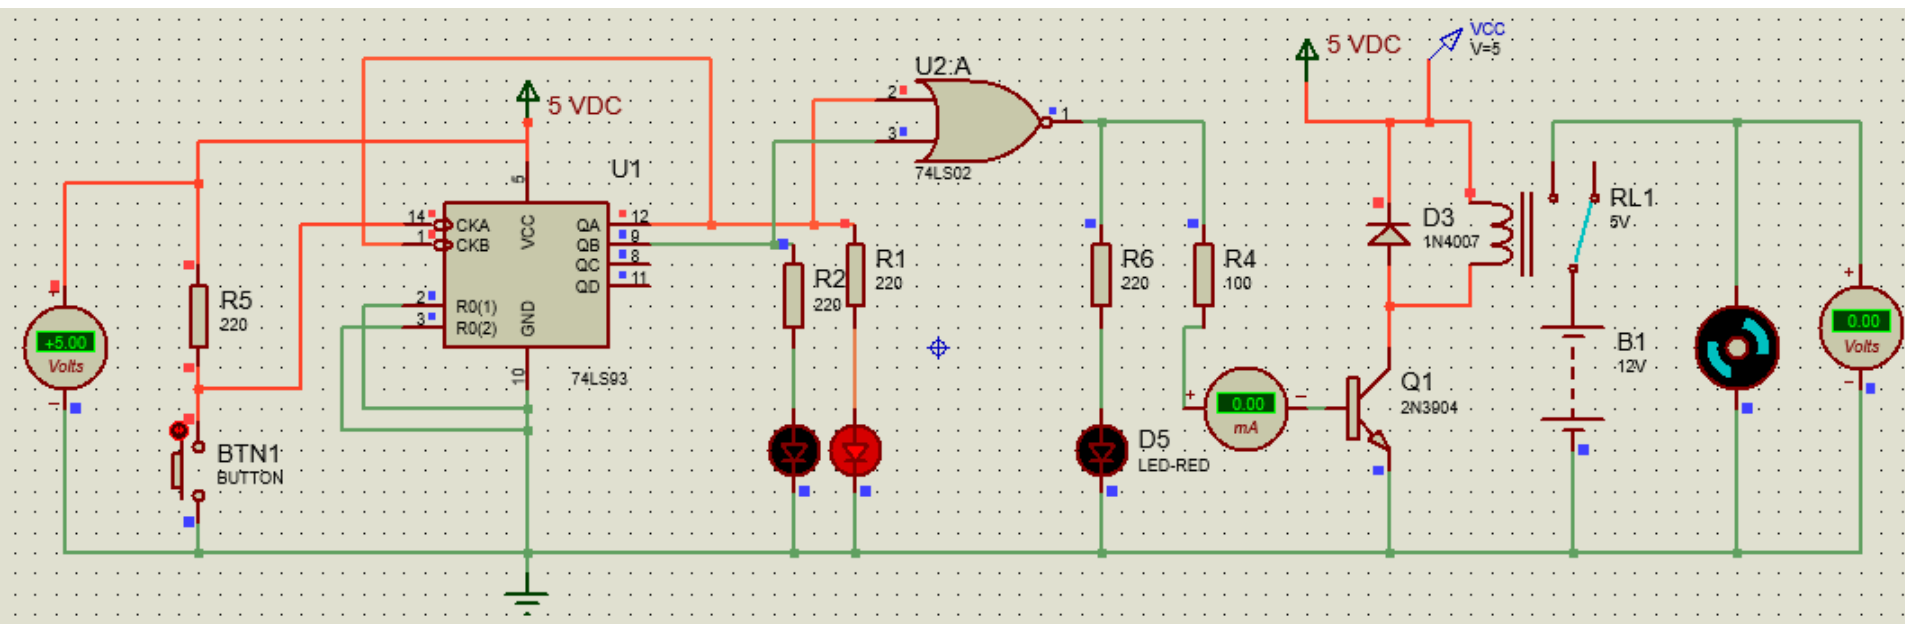 VCC
V=5
5 VDC
5 VDC
U2:A
2
3
1
74LS02
U1
5
VCC
14
1
CKA
CKB
QA
QB
QC
QD
12
9
8
11
2
3
R0(1)
R0(2)
GND
10
74LS93
R5
220
+5.00
Volts
+
−
BTN1
BUTTON
R2
220
R1
220
R6
220
R4
100
D5
LED-RED
+
−
0.00
mA
D3
1N4007
Q1
2N3904
RL1
5V
B1
12V
+
−
0.00
Volts